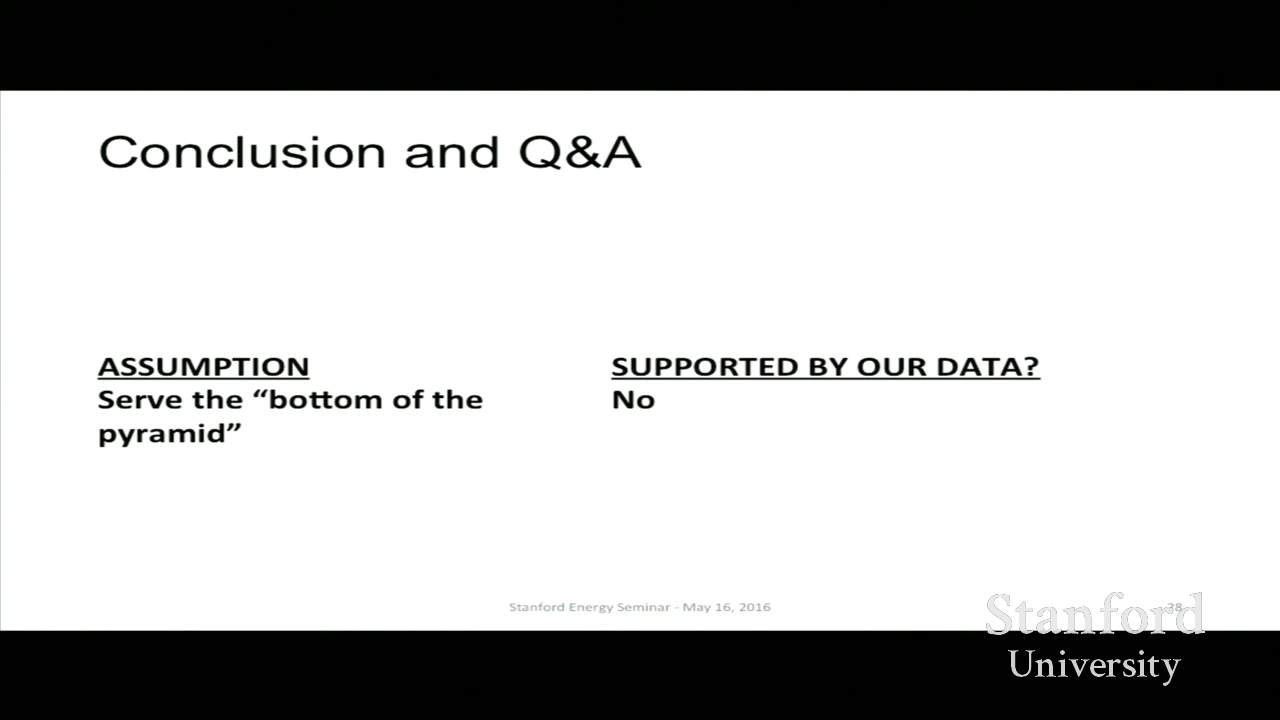 Conclusion and Q&A
ASSUMPTION
Serve the “bottom of the
pyramid”
SUPPORTED BY OUR DATA?
No
Stanford Energy Seminar - May 16, 2016
38
Stanford
University